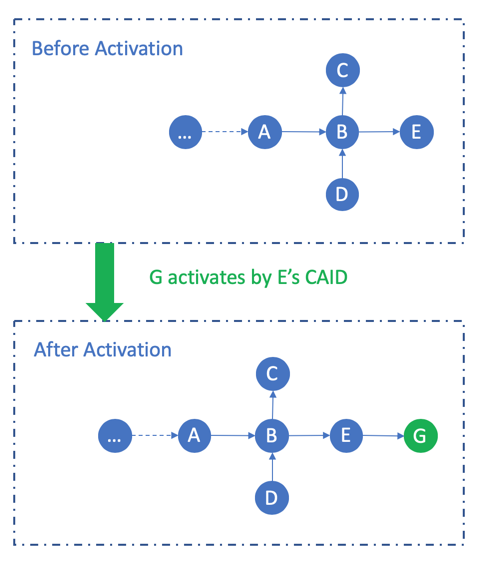 Before Activation
C
...
A
B
E
D
G activates by E's CAID
After Activation
C
...
A
B
E
G
D